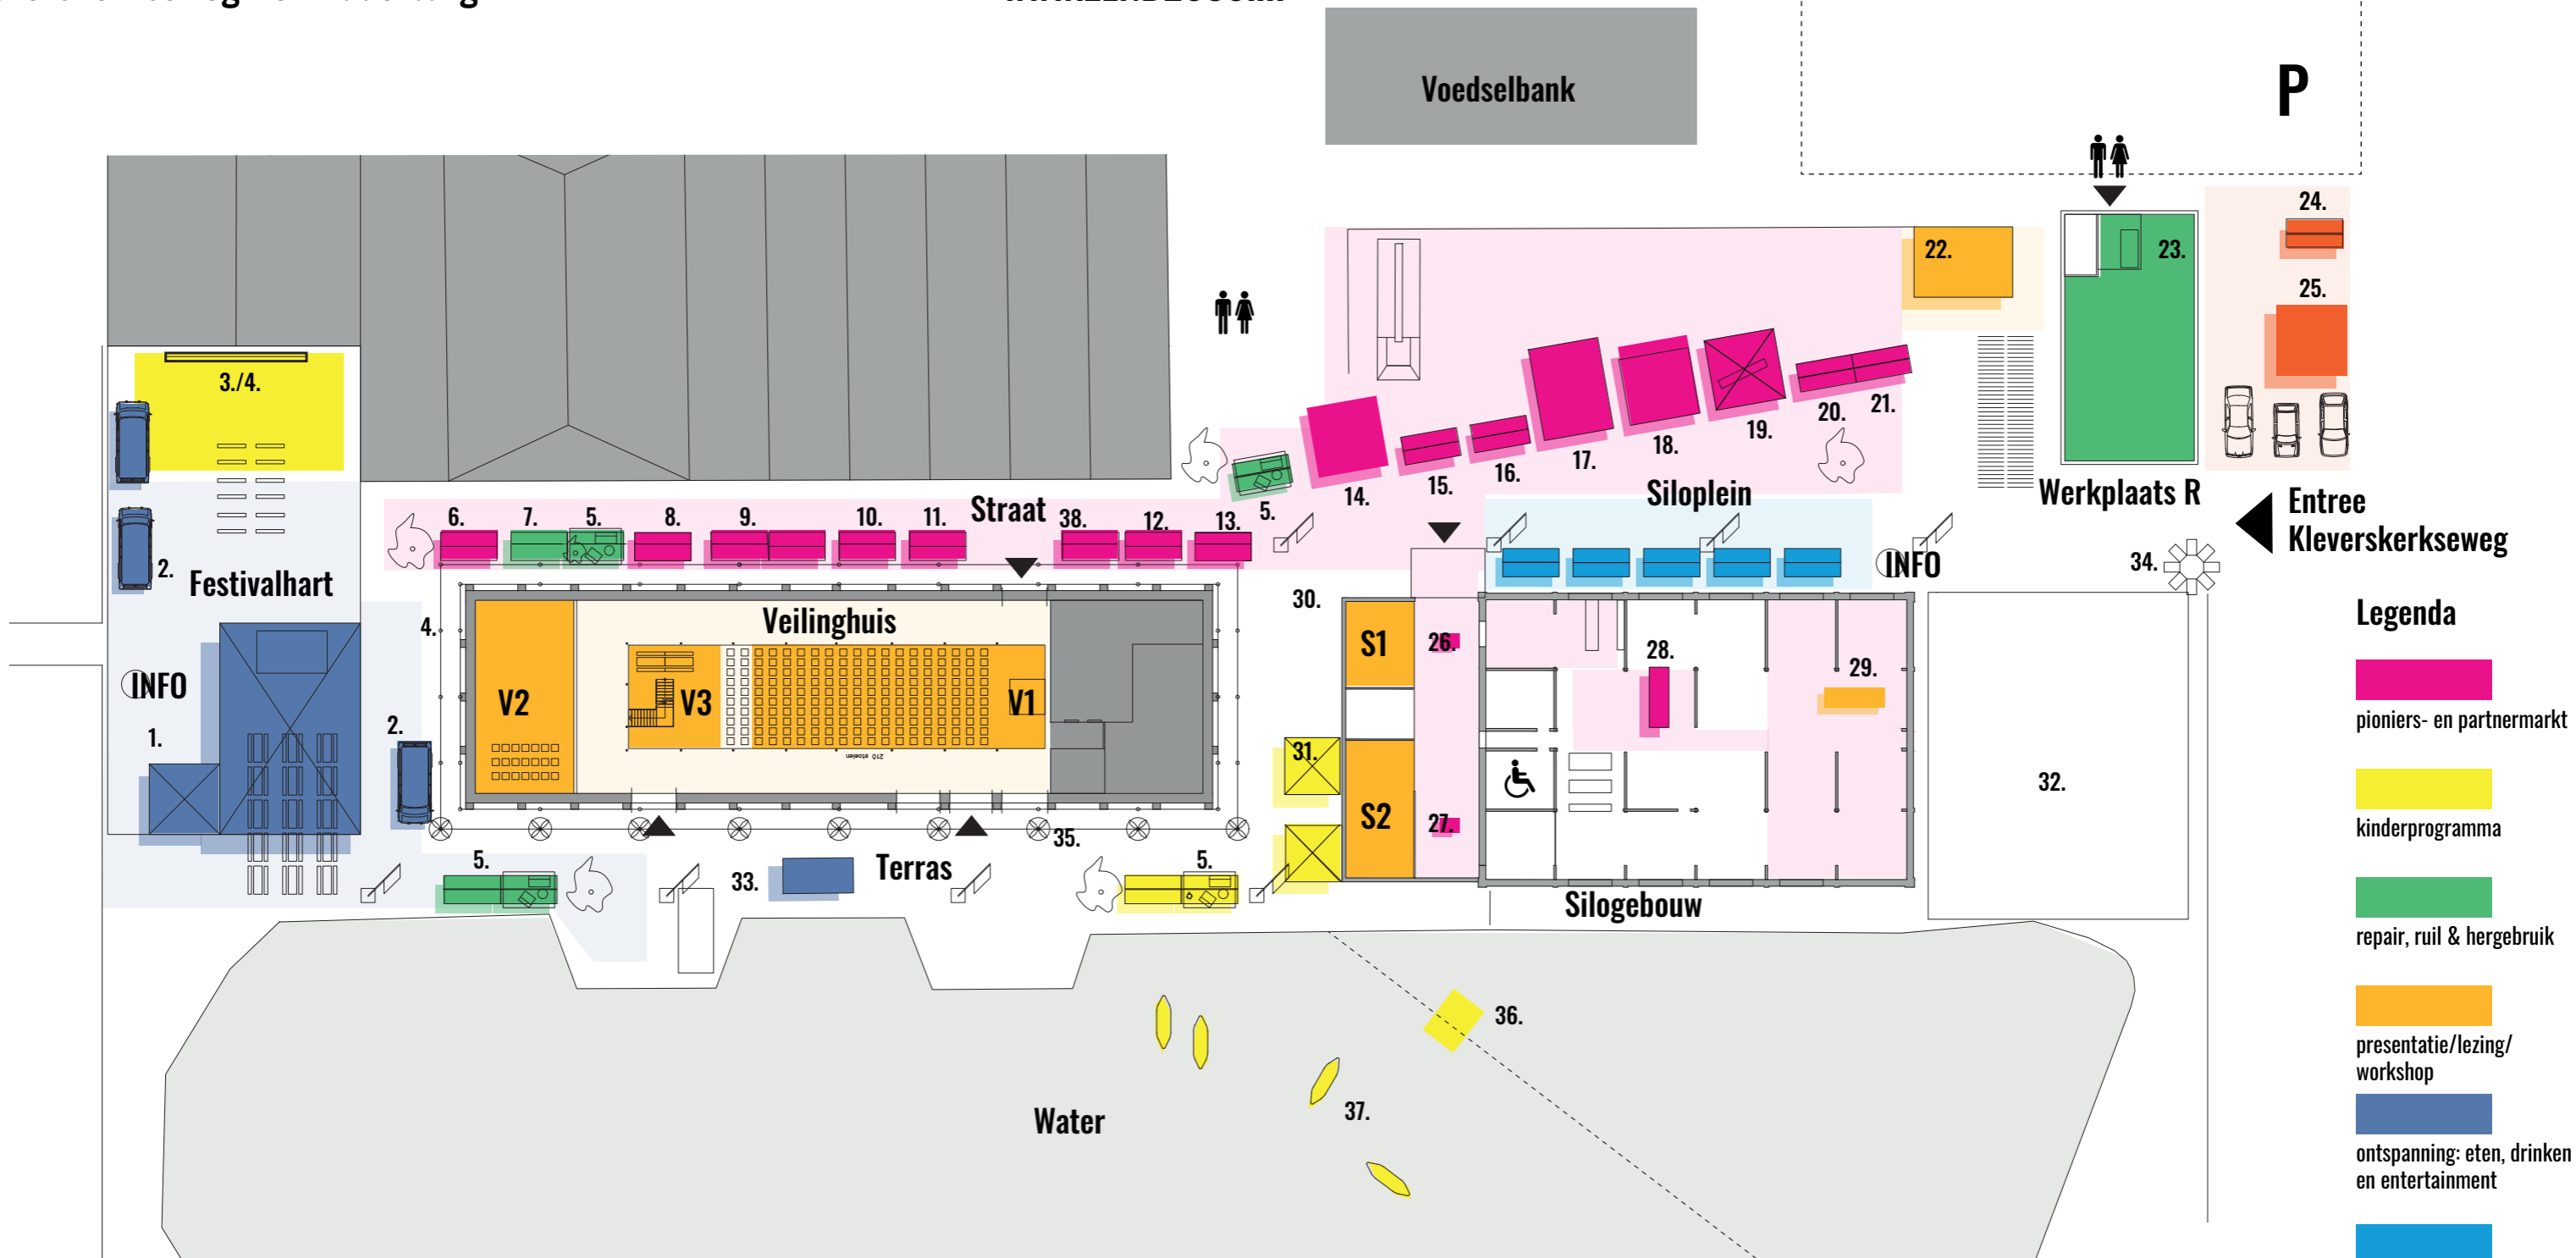 Voedselbank
P
24.
22.
23.
25.
3./4.
19.
20.
21.
18.
17.
16.
15.
14.
5.
Straat
Siloplein
Werkplaats R
Entree
Kleverskerkseweg
6.
7.
5.
8.
9.
10.
11.
38.
12.
13.
2.
Festivalhart
INFO
34.
30.
4.
Veilinghuis
Legenda
S1
26.
28.
29.
INFO
V2
V3
V1
pioniers- en partnermarkt
1.
2.
31.
210 stoelen
32.
S2
27.
kinderprogramma
35.
5.
33.
Terras
5.
Silogebouw
repair, ruil & hergebruik
36.
presentatie/lezing/
workshop
37.
Water
ontspanning: eten, drinken
en entertainment